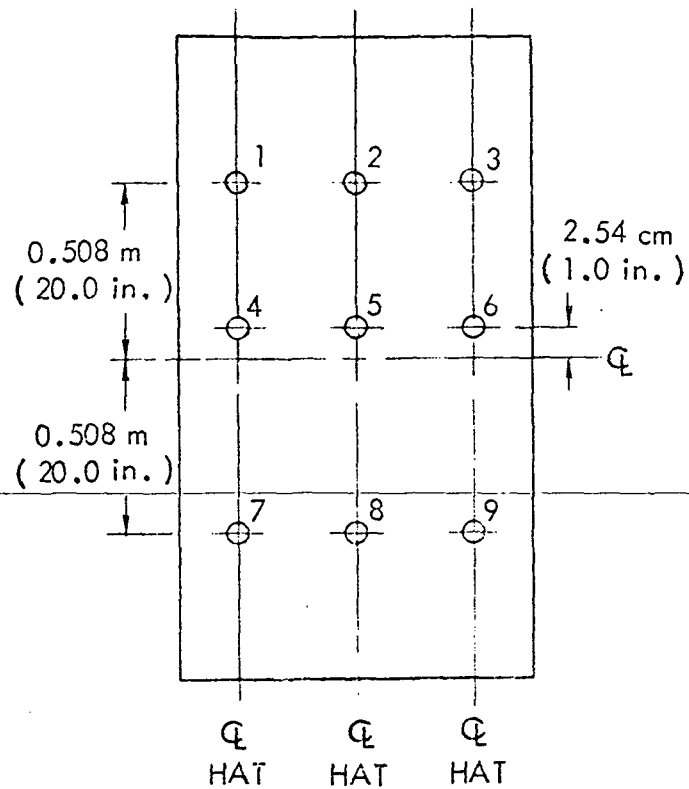 1 2 3
0.508 m
( 20.0 in. )
2.54 cm
( 1.0 in. )
4 5 6
℄
0.508 m
( 20.0 in. )
7 8 9
℄ ℄ ℄
HAT HAT HAT